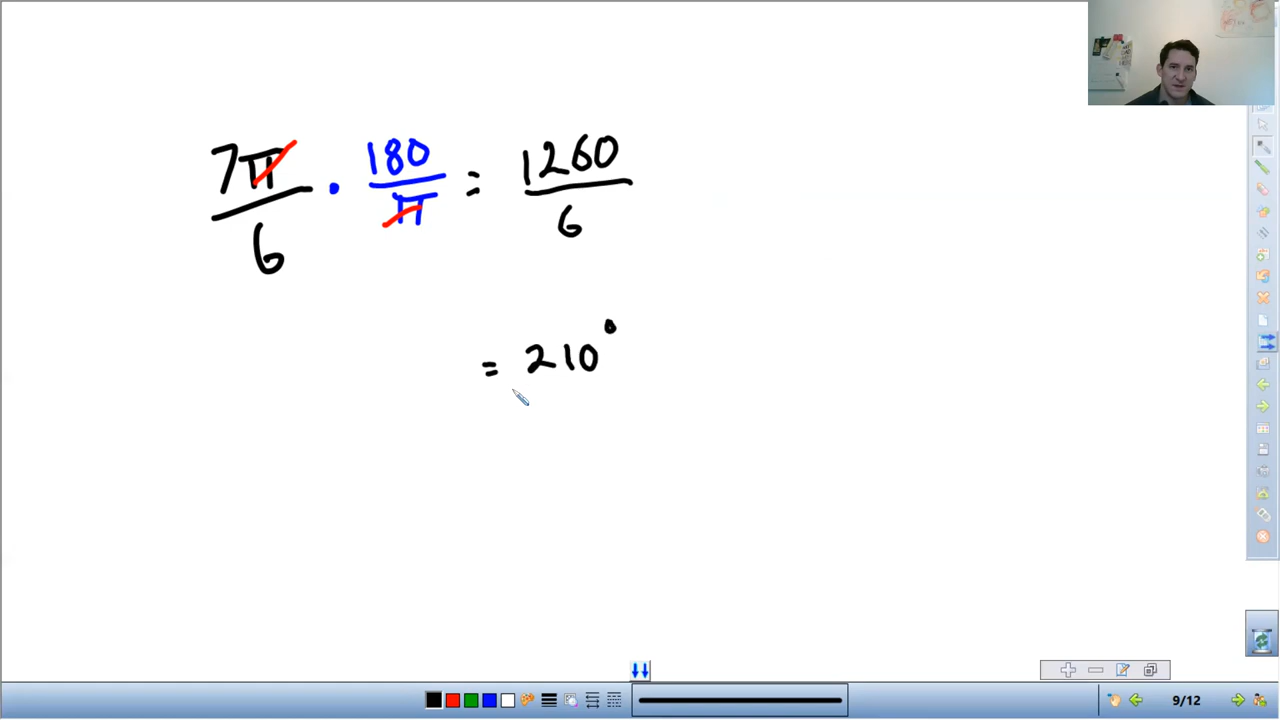 7π/6 · 180/π = 1260/6
= 210°
9/12